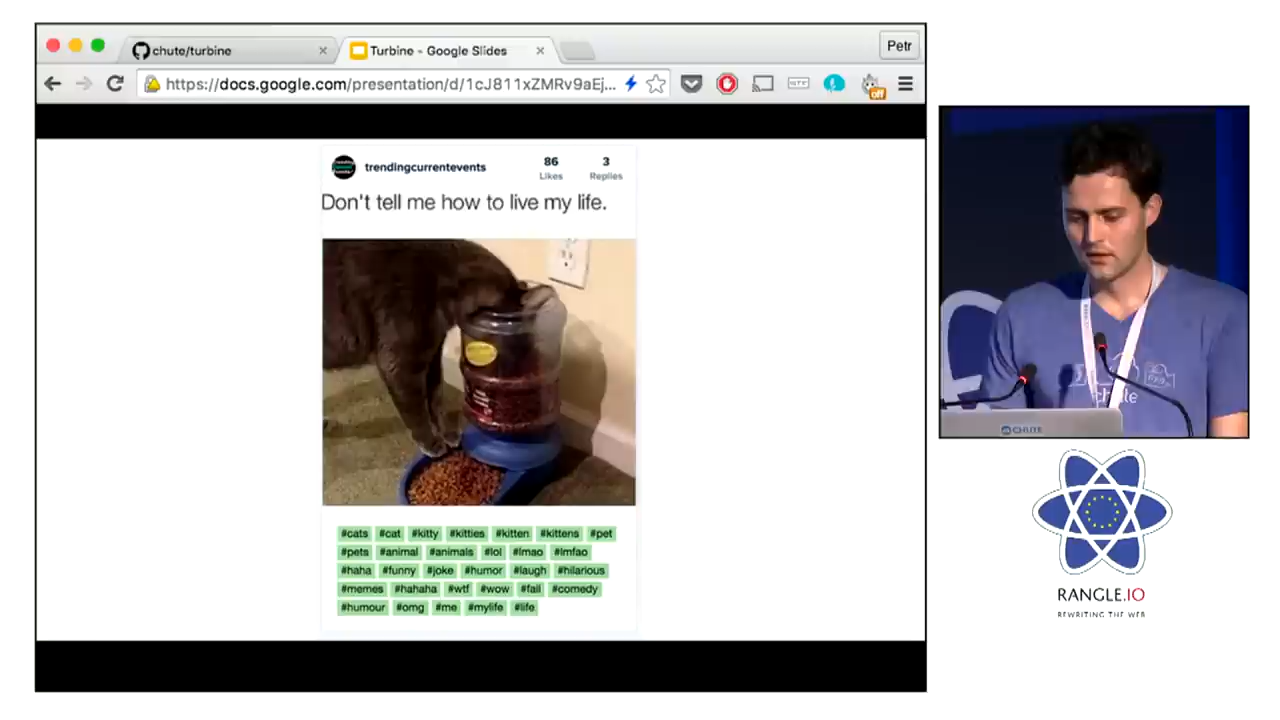 chute/turbine
Turbine - Google Slides
Petr
https://docs.google.com/presentation/d/1cJ811xZMRv9aEj...
off
trendingcurrentevents
86
Likes
3
Replies
Don't tell me how to live my life.
#cats #cat #kitty #kitties #kitten #kittens #pet
#pets #animal #animals #lol #lmao #lmfao
#haha #funny #joke #humor #laugh #hilarious
#memes #hahaha #wtf #wow #fail #comedy
#humour #omg #me #mylife #life
chute
CHUTE
RANGLE.IO
REWRITING THE WEB